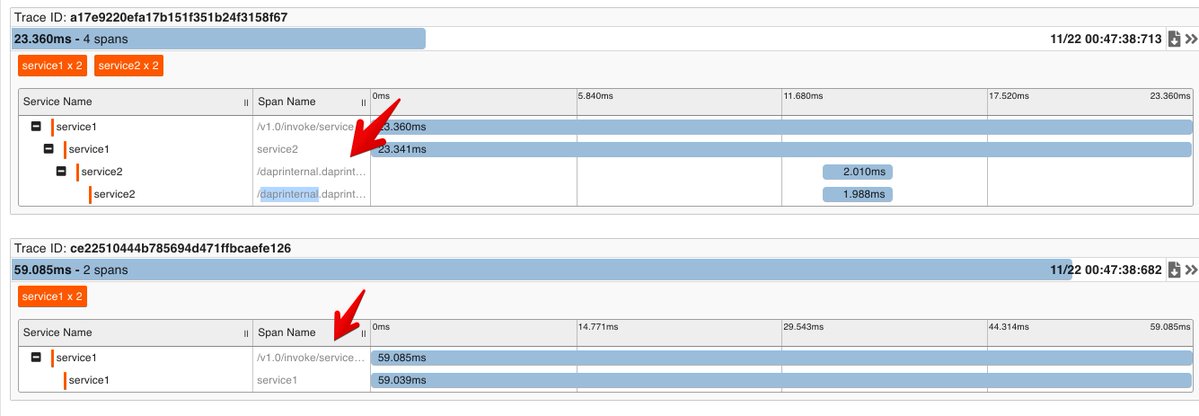 Trace ID: a17e9220efa17b151f351b24f3158f67
23.360ms - 4 spans 11/22 00:47:38:713
service1 x 2 service2 x 2
Service Name Span Name 0ms 5.840ms 11.680ms 17.520ms 23.360ms
service1 /v1.0/invoke/service 23.360ms
service1 service2 23.341ms
service2 /daprinternal.daprint... 2.010ms
service2 /daprinternal.daprint... 1.988ms
Trace ID: ce22510444b785694d471ffbcaefe126
59.085ms - 2 spans 11/22 00:47:38:682
service1 x 2
Service Name Span Name 0ms 14.771ms 29.543ms 44.314ms 59.085ms
service1 /v1.0/invoke/service... 59.085ms
service1 service1 59.039ms